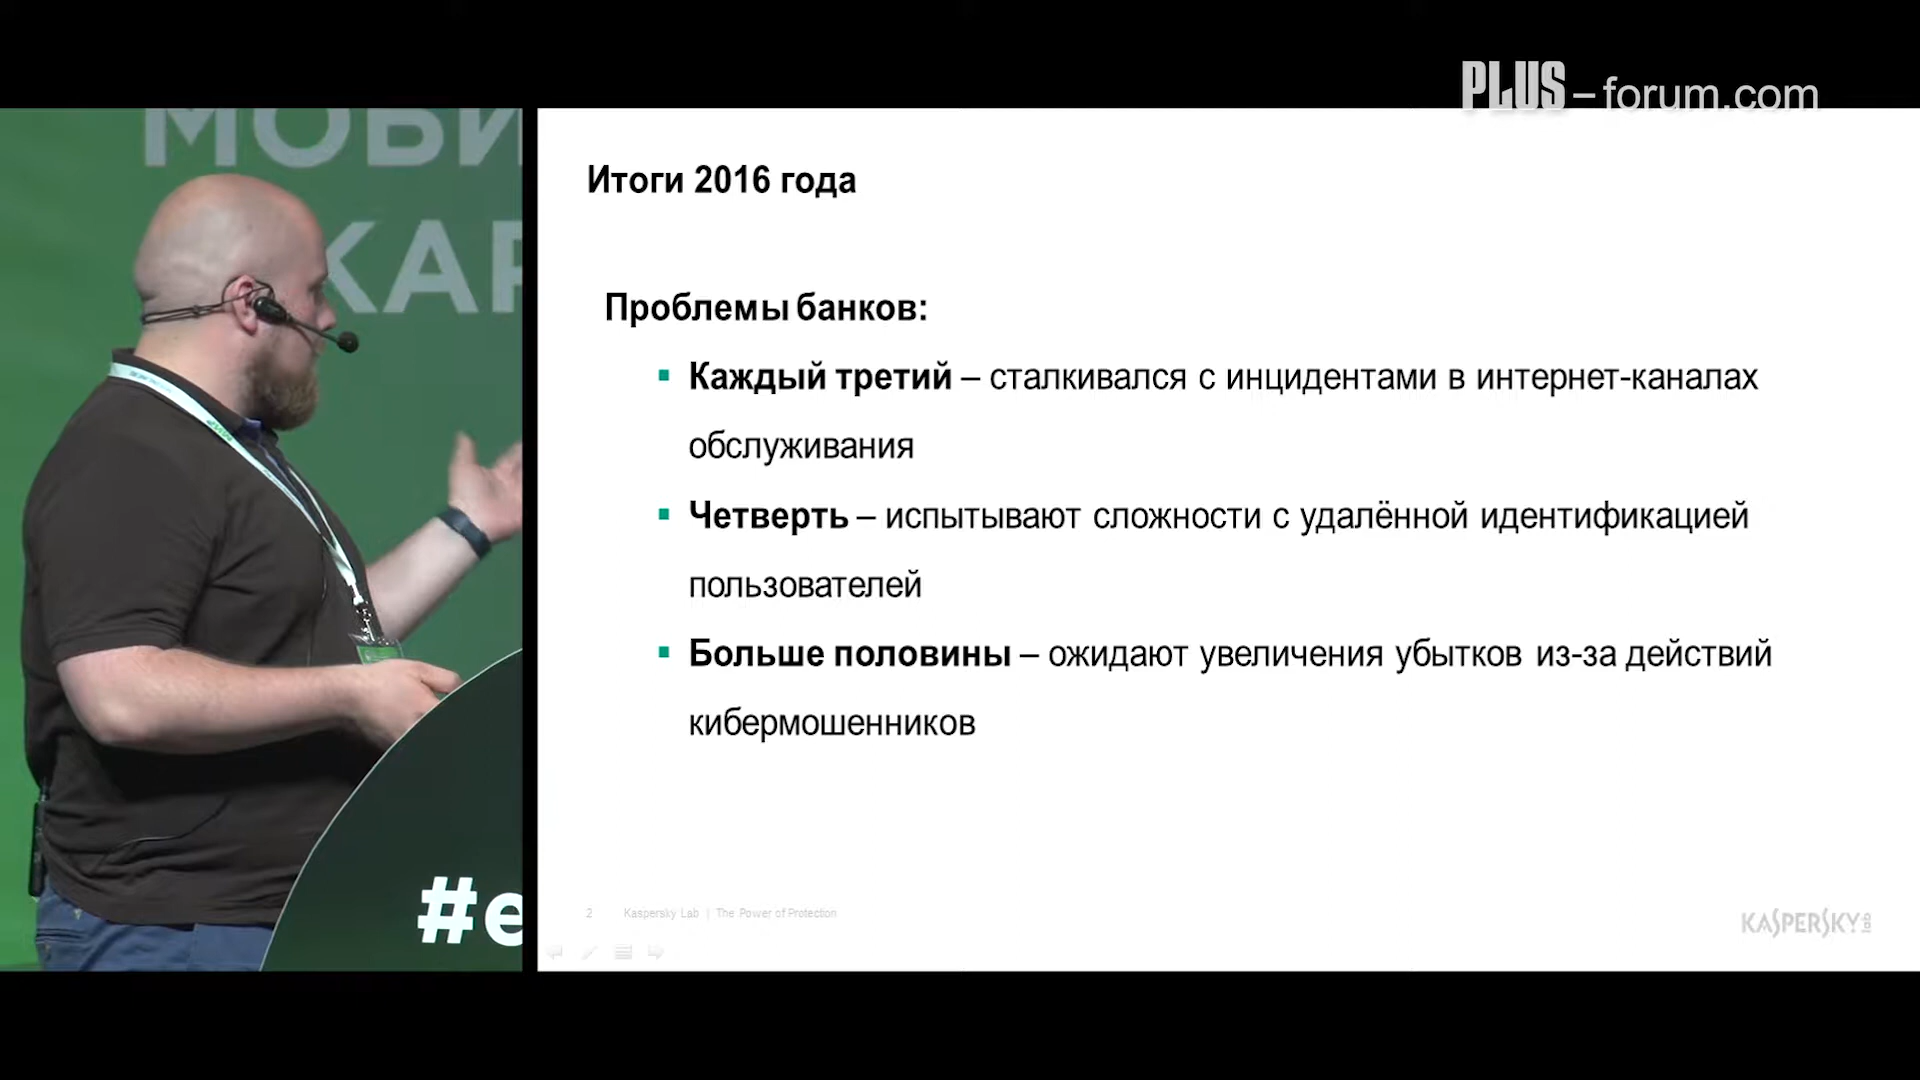 PLUS – forum.com
МОБИ
КАР
Итоги 2016 года
Проблемы банков:
Каждый третий – сталкивался с инцидентами в интернет-каналах
обслуживания
Четверть – испытывают сложности с удалённой идентификацией
пользователей
Больше половины – ожидают увеличения убытков из-за действий
кибермошенников
#e
2 Kaspersky Lab | The Power of Protection
KASPERSKY lab